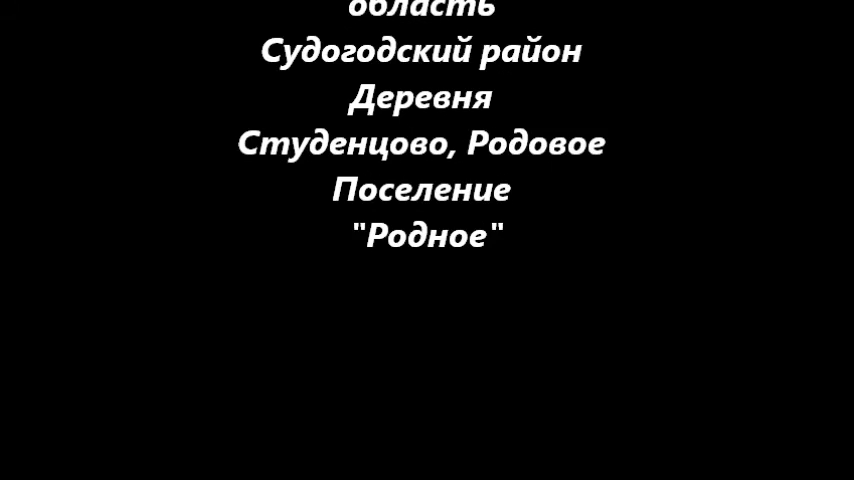 область
Судогодский район
Деревня
Студенцово, Родовое
Поселение
"Родное"